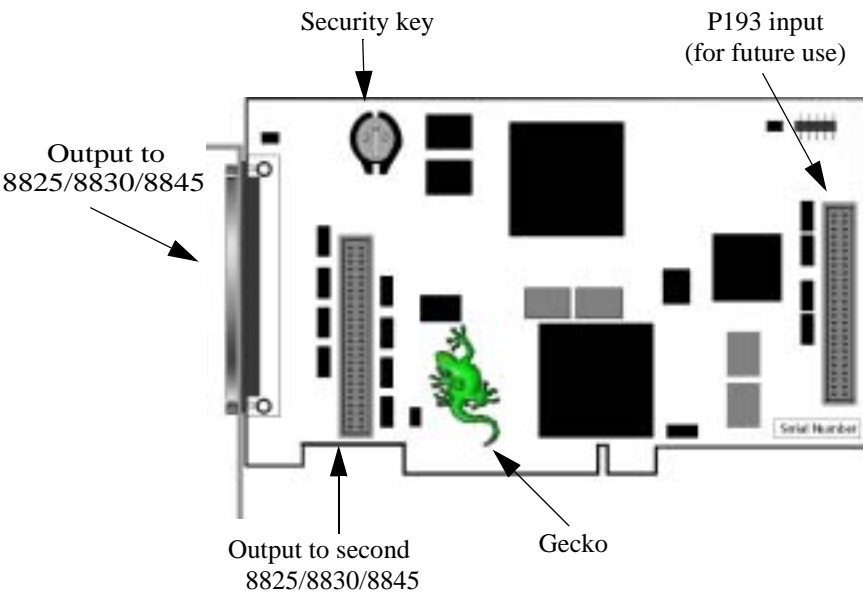 Security key
P193 input
(for future use)
Output to
8825/8830/8845
Serial Number
Output to second
8825/8830/8845
Gecko